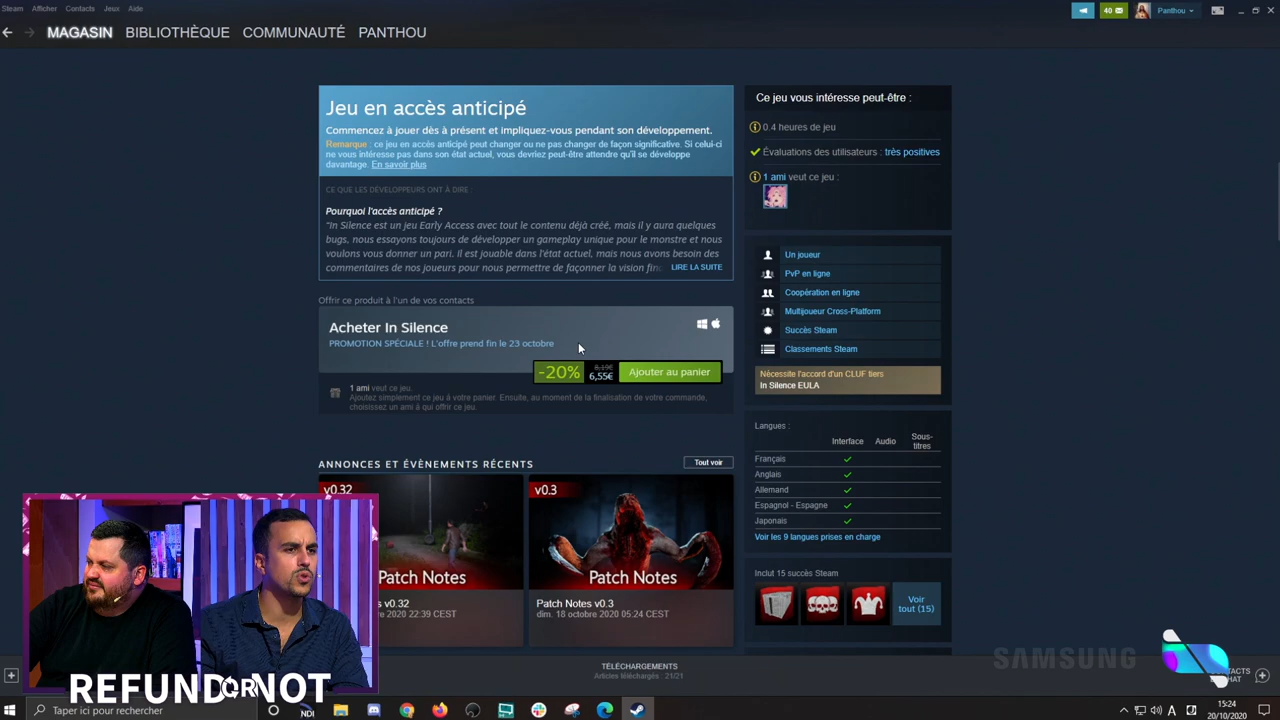 Steam Afficher Contacts Jeux Aide
40 Panthou
MAGASIN BIBLIOTHÈQUE COMMUNAUTÉ PANTHOU
Jeu en accès anticipé
Commencez à jouer dès à présent et impliquez-vous pendant son développement.
Remarque : ce jeu en accès anticipé peut changer ou ne pas changer de façon significative. Si celui-ci
ne vous intéresse pas dans son état actuel, vous devriez peut-être attendre qu'il se développe
davantage. En savoir plus
CE QUE LES DÉVELOPPEURS ONT À DIRE :
Pourquoi l'accès anticipé ?
"In Silence est un jeu Early Access avec tout le contenu déjà créé, mais il y aura quelques
bugs, nous essayons toujours de développer un gameplay unique pour le monstre et nous
voulons vous donner un pari. Il est jouable dans l'état actuel, mais nous avons besoin des
commentaires de nos joueurs pour nous permettre de façonner la vision LIRE LA SUITE
Offrir ce produit à l'un de vos contacts
Acheter In Silence
PROMOTION SPÉCIALE ! L'offre prend fin le 23 octobre
-20% 8,19€ 6,55€ Ajouter au panier
1 ami veut ce jeu.
Ajoutez simplement ce jeu à votre panier. Ensuite, au moment de la finalisation de votre commande,
choisissez un ami à qui offrir ce jeu.
ANNONCES ET ÉVÈNEMENTS RÉCENTS Tout voir
v0.32
Patch Notes
v0.32
2020 22:39 CEST
v0.3
Patch Notes
Patch Notes v0.3
dim. 18 octobre 2020 05:24 CEST
Ce jeu vous intéresse peut-être :
0.4 heures de jeu
Évaluations des utilisateurs : très positives
1 ami veut ce jeu :
Un joueur
PvP en ligne
Coopération en ligne
Multijoueur Cross-Platform
Succès Steam
Classements Steam
Nécessite l'accord d'un CLUF tiers
In Silence EULA
Langues :
Interface Audio Sous-
titres
Français
Anglais
Allemand
Espagnol - Espagne
Japonais
Voir les 9 langues prises en charge
Inclut 15 succès Steam
Voir
tout (15)
SAMSUNG
TÉLÉCHARGEMENTS
Articles téléchargés : 21/21
REFUND OR NOT
Taper ici pour rechercher
NDI
15:24
20/10/2020